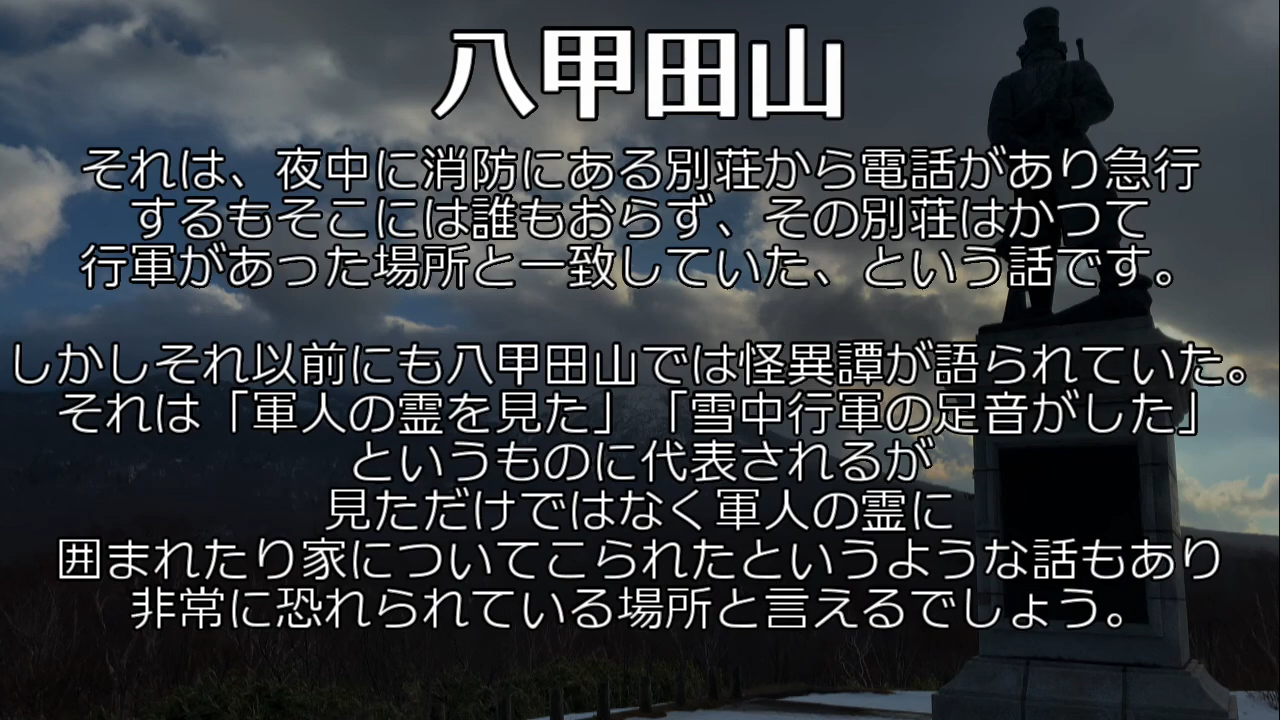 八甲田山
それは、夜中に消防にある別荘から電話があり急行
するもそこには誰もおらず、その別荘はかつて
行軍があった場所と一致していた、という話です。
しかしそれ以前にも八甲田山では怪異譚が語られていた。
それは「軍人の霊を見た」「雪中行軍の足音がした」
というものに代表されるが
見ただけではなく軍人の霊に
囲まれたり家についてこられたというような話もあり
非常に恐れられている場所と言えるでしょう。